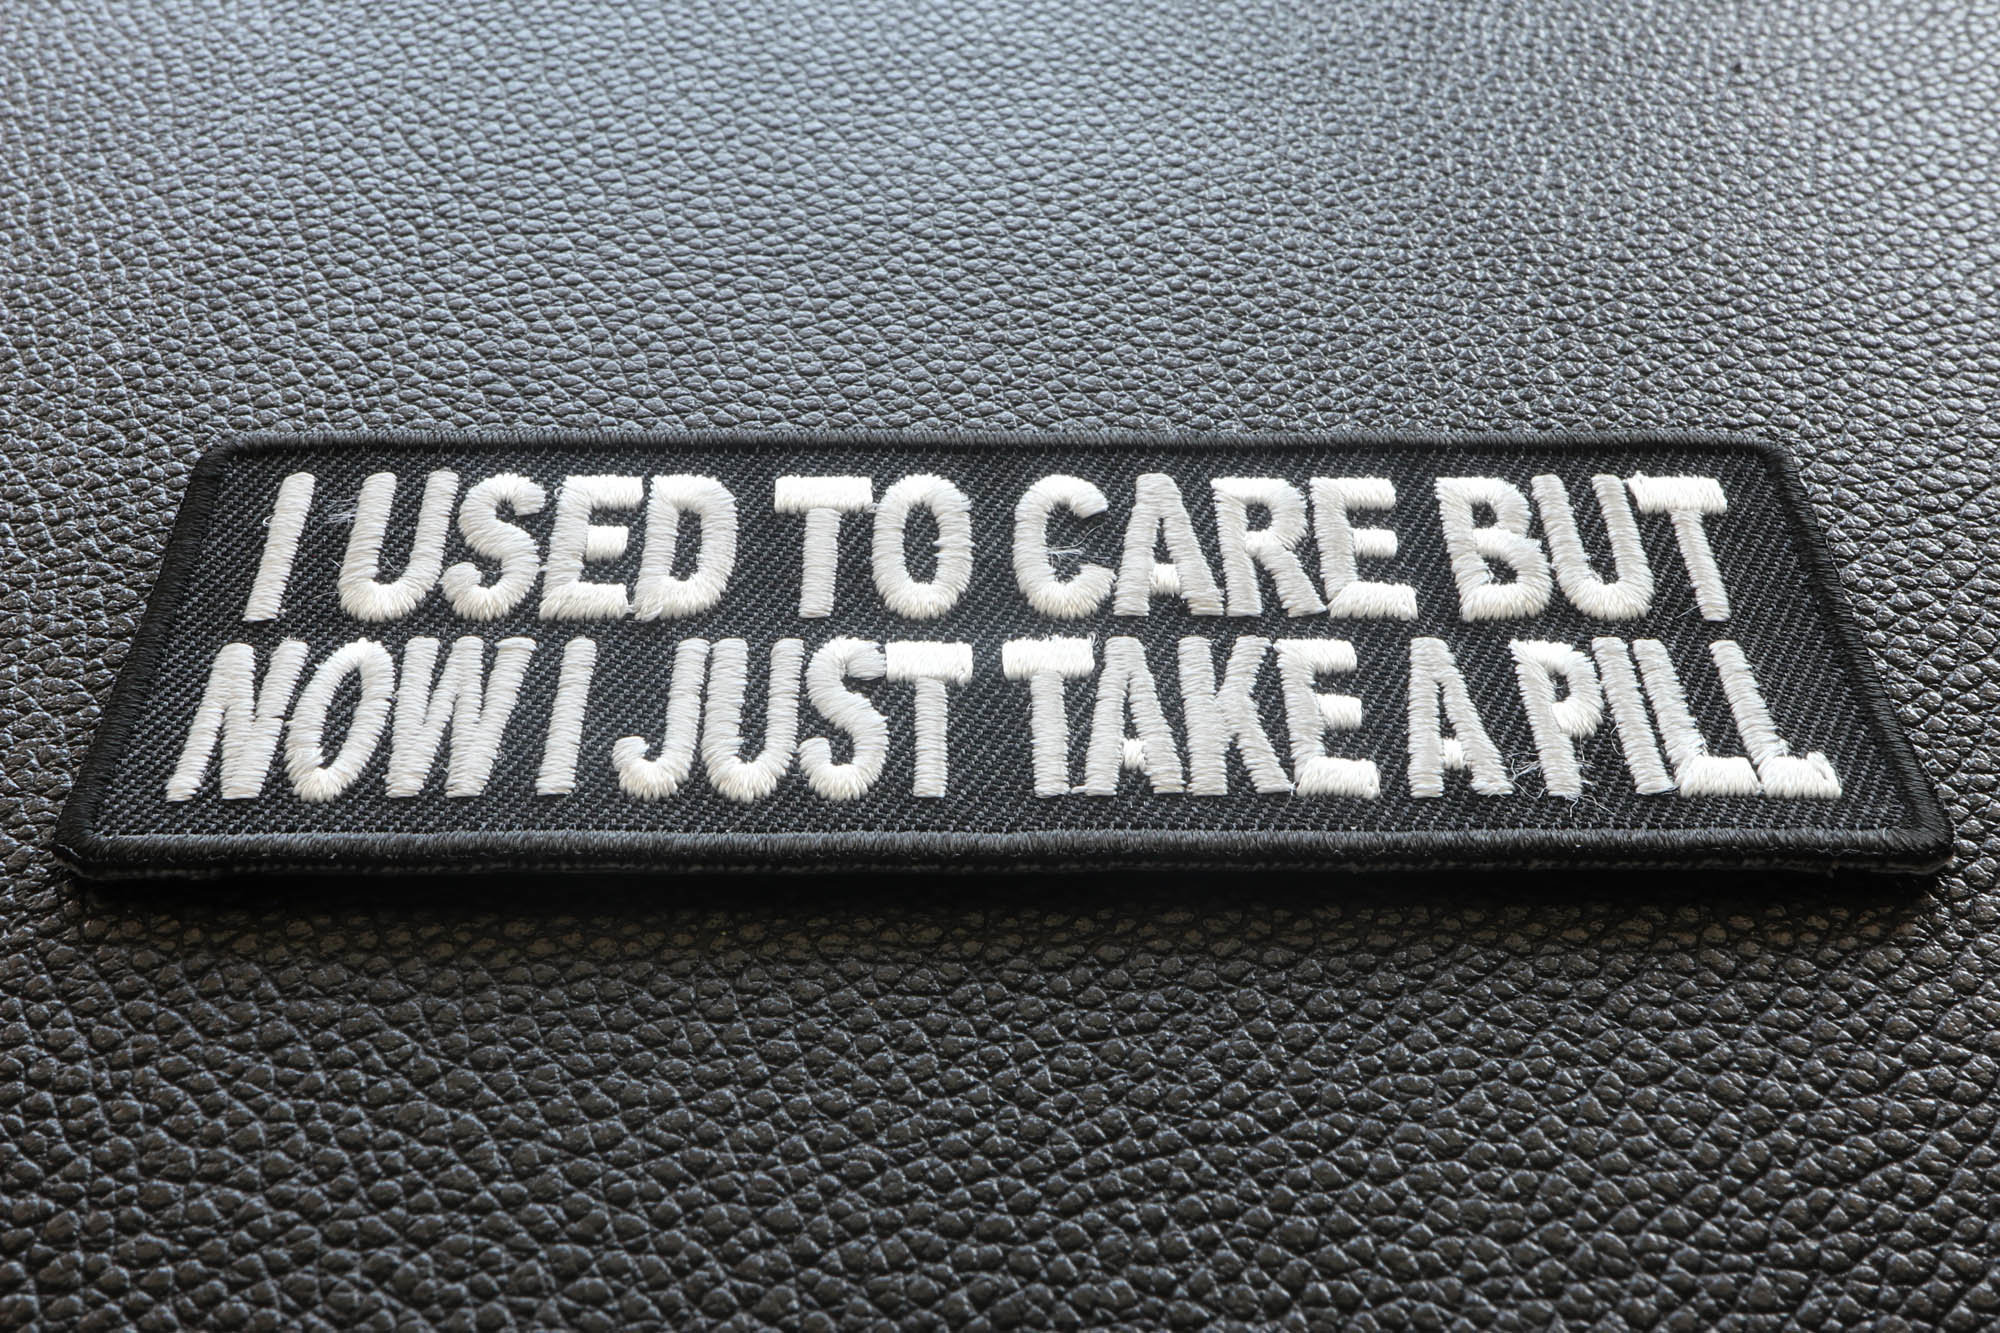 I USED TO CARE BUT
NOW I JUST TAKE A PILL